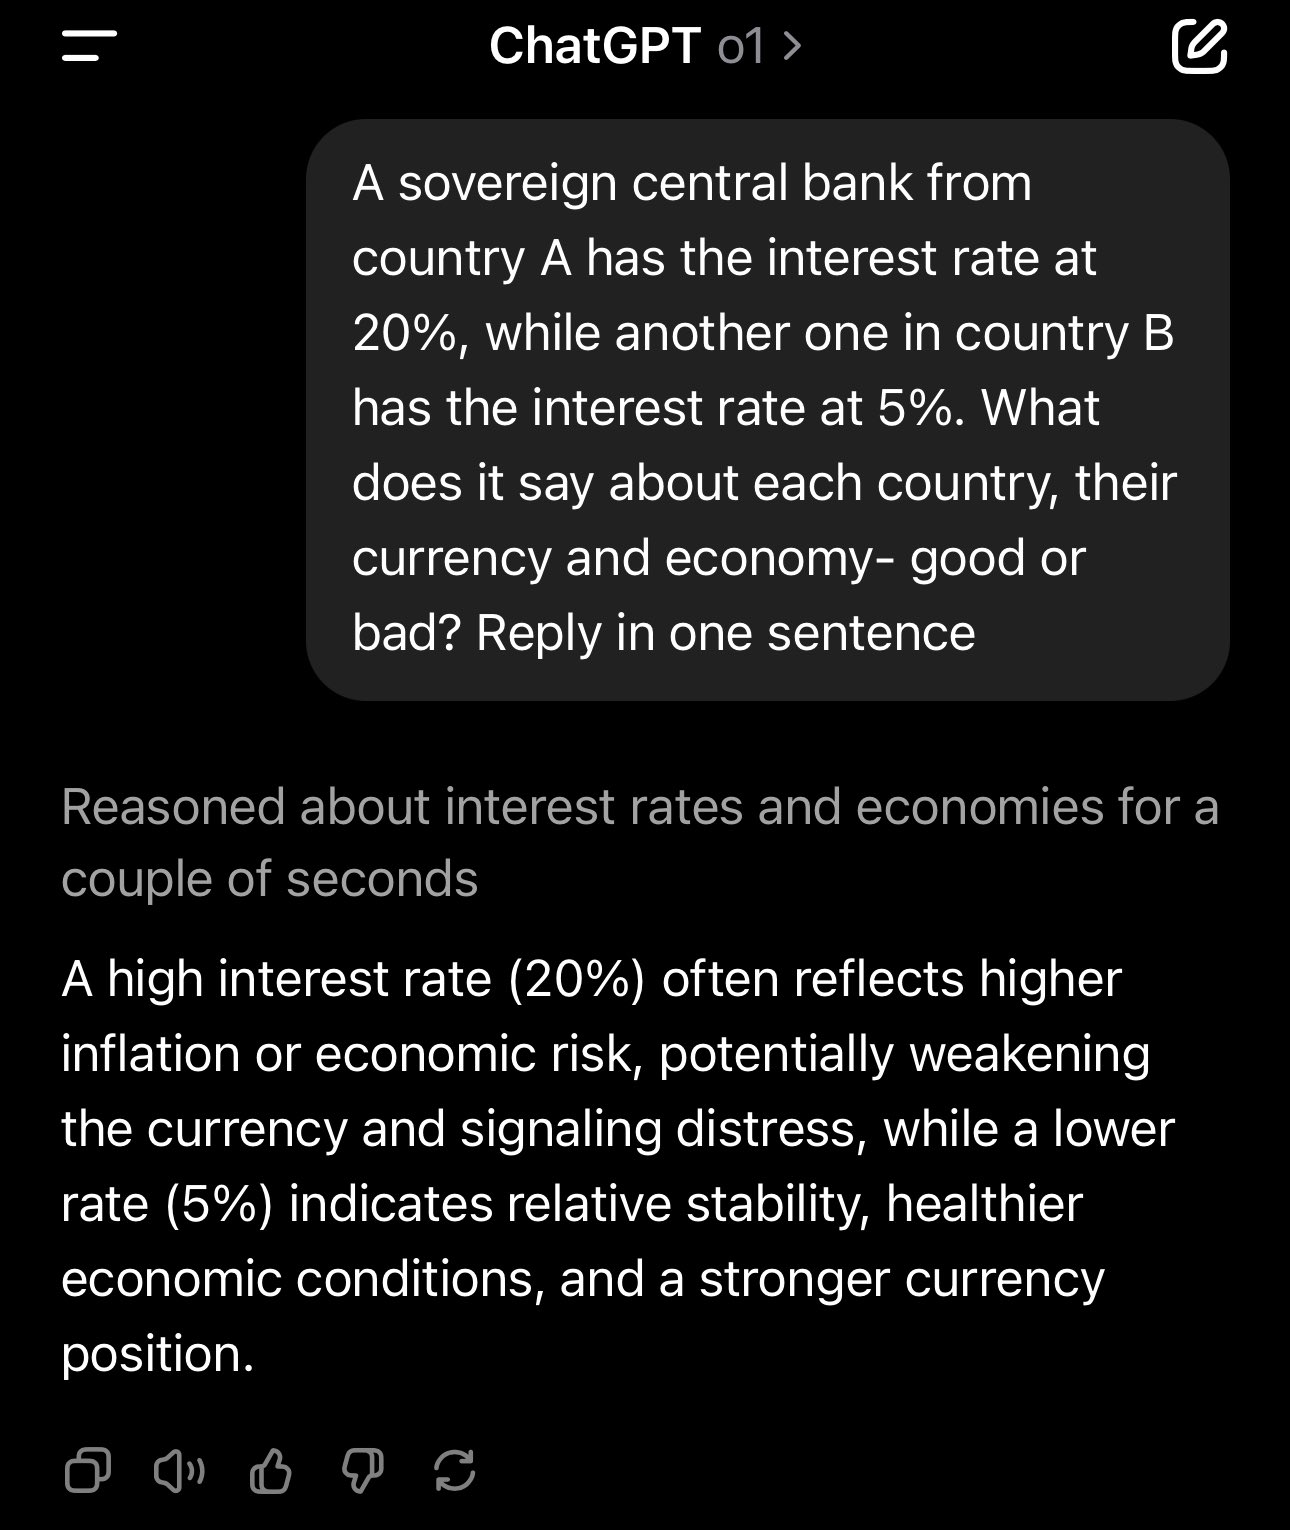 ChatGPT o1 >
A sovereign central bank from
country A has the interest rate at
20%, while another one in country B
has the interest rate at 5%. What
does it say about each country, their
currency and economy- good or
bad? Reply in one sentence
Reasoned about interest rates and economies for a
couple of seconds
A high interest rate (20%) often reflects higher
inflation or economic risk, potentially weakening
the currency and signaling distress, while a lower
rate (5%) indicates relative stability, healthier
economic conditions, and a stronger currency
position.